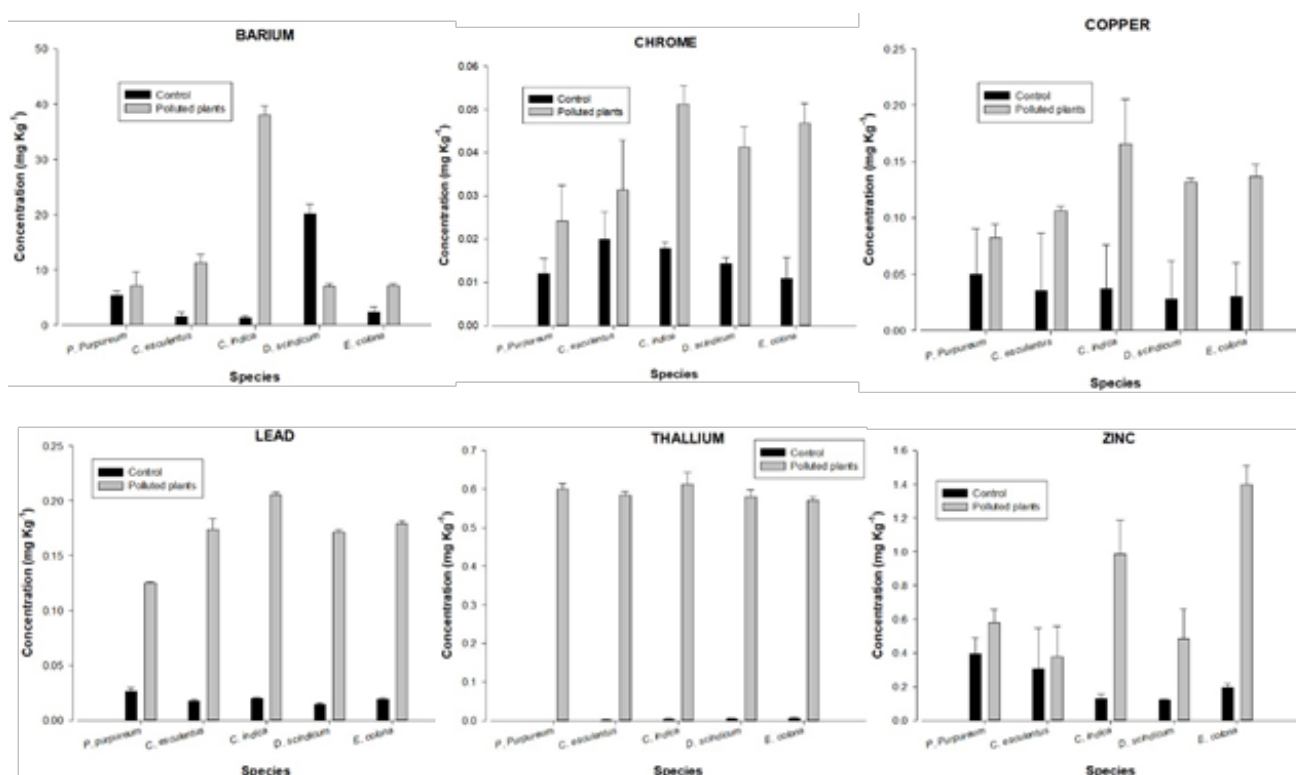 BARIUM
50
40
30
20
10
0
Concentration (mg Kg-1)
Control
Polluted plants
P. Purpureum
C. esculentus
C. indica
D. scindicum
E. colona
Species
CHROME
0.06
0.05
0.04
0.03
0.02
0.01
0.00
Concentration (mg Kg-1)
Control
Polluted plants
P. Purpureum
C. esculentus
C. indica
D. scindicum
E. colona
Species
COPPER
0.25
0.20
0.15
0.10
0.05
0.00
Concentration (mg Kg-1)
Control
Polluted plants
P. Purpureum
C. esculentus
C. indica
D. scindicum
E. colona
Species
LEAD
0.25
0.20
0.15
0.10
0.05
0.00
Concentration (mg Kg-1)
Control
Polluted plants
P. purpureum
C. esculentus
C. indica
D. scindicum
E. colona
Species
THALLIUM
0.7
0.6
0.5
0.4
0.3
0.2
0.1
0.0
Concentration (mg Kg-1)
Control
Polluted plants
P. Purpureum
C. esculentus
C. indica
D. scindicum
E. colona
Species
ZINC
1.6
1.4
1.2
1.0
0.8
0.6
0.4
0.2
0.0
Concentration (mg Kg-1)
Control
Polluted plants
P. Purpureum
C. esculentus
C. indica
D. scindicum
E. colona
Species